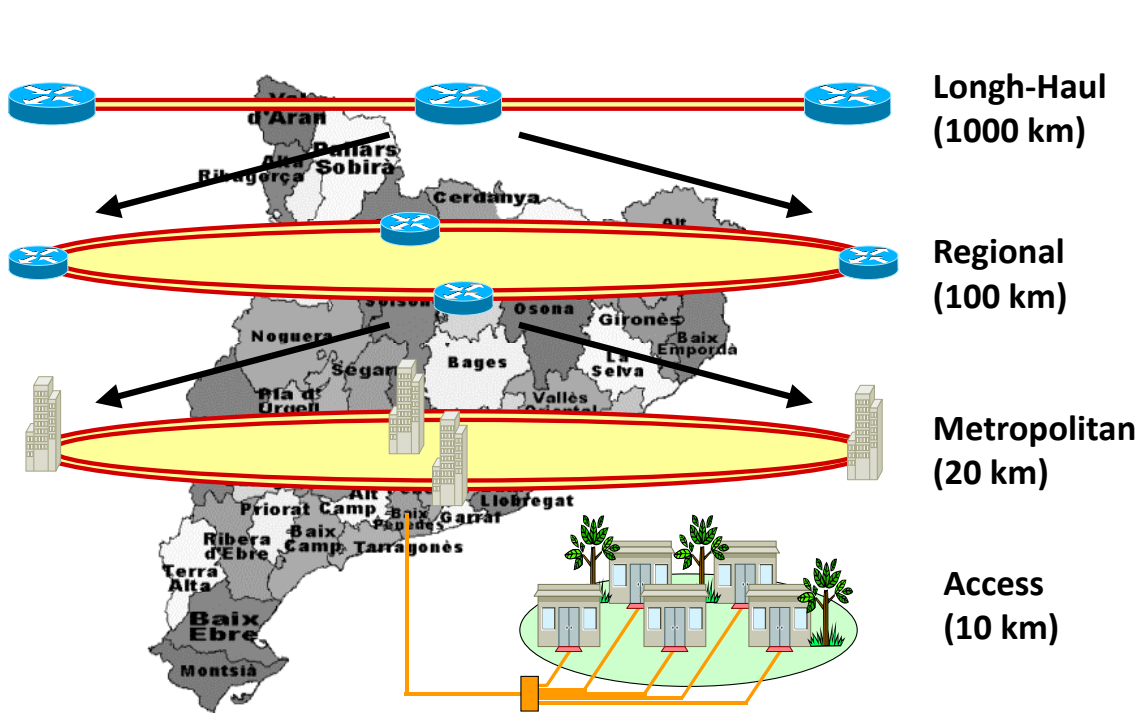 Longh-Haul
(1000 km)
d'Aran
Pallars
Sobirà
Alta
Ribagorça
Cerdanya
Alt
Regional
(100 km)
Osona
Noguera
Gironès
Baix
Empordà
Bages
La
Selva
Pla d'
Urgell
Vallès
Oriental
Metropolitan
(20 km)
Llobregat
Priorat
Alt
Camp
Baix
Penedès
Garraf
Ribera
d'Ebre
Baix
Camp
Tarragonès
Terra
Alta
Access
(10 km)
Baix
Ebre
Montsià